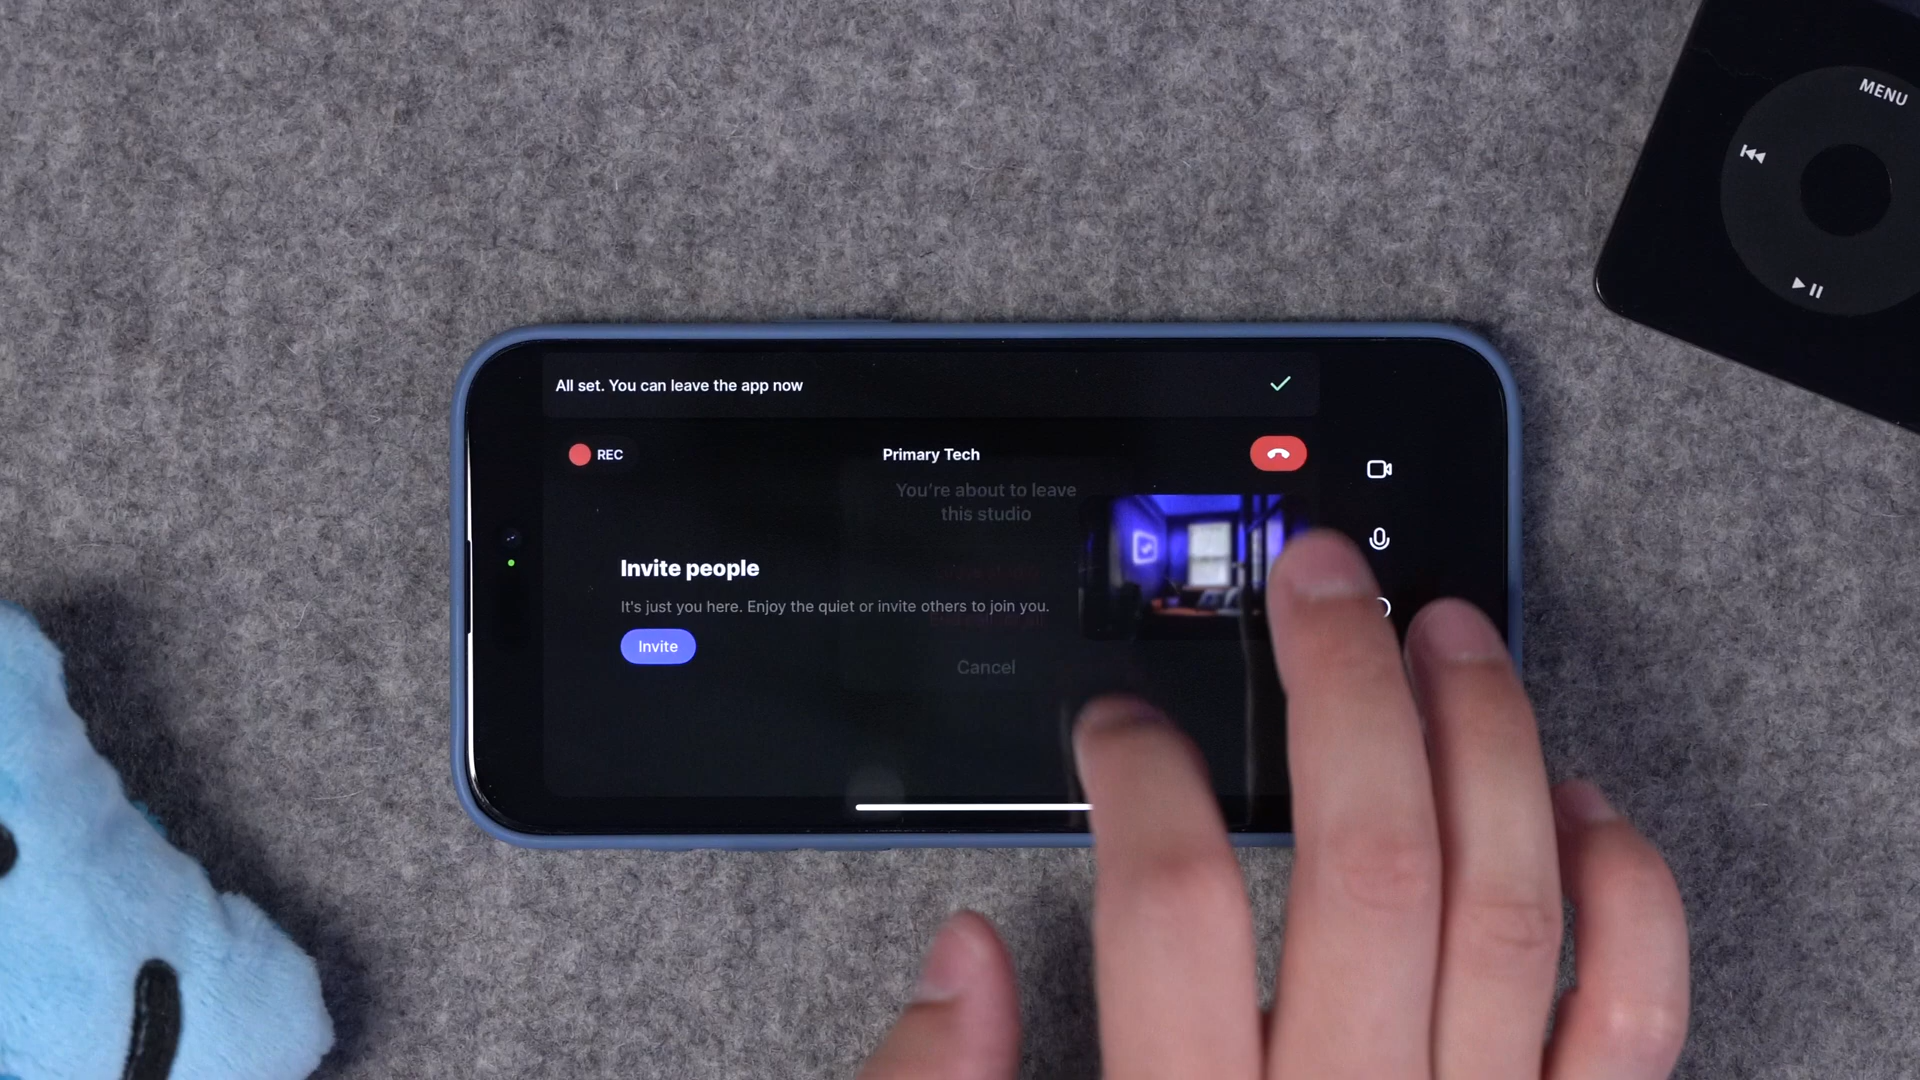 MENU
All set. You can leave the app now
REC
Primary Tech
You're about to leave
this studio
Invite people
It's just you here. Enjoy the quiet or invite others to join you.
Invite
Cancel